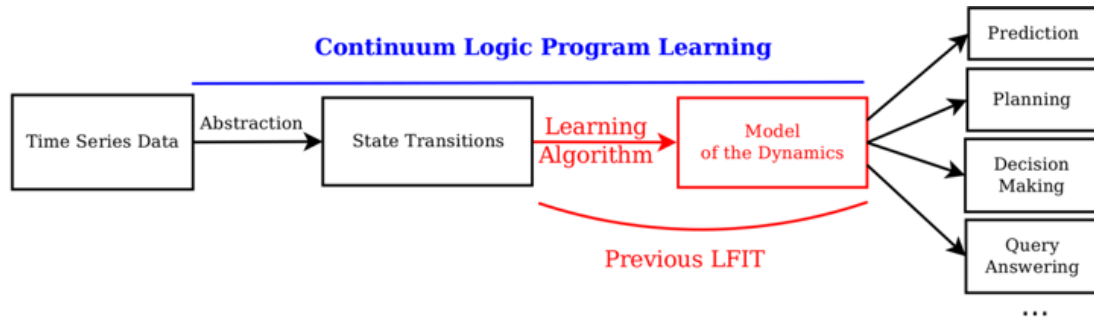 Continuum Logic Program Learning
Time Series Data
Abstraction
State Transitions
Learning
Algorithm
Model
of the Dynamics
Previous LFIT
Prediction
Planning
Decision
Making
Query
Answering
...